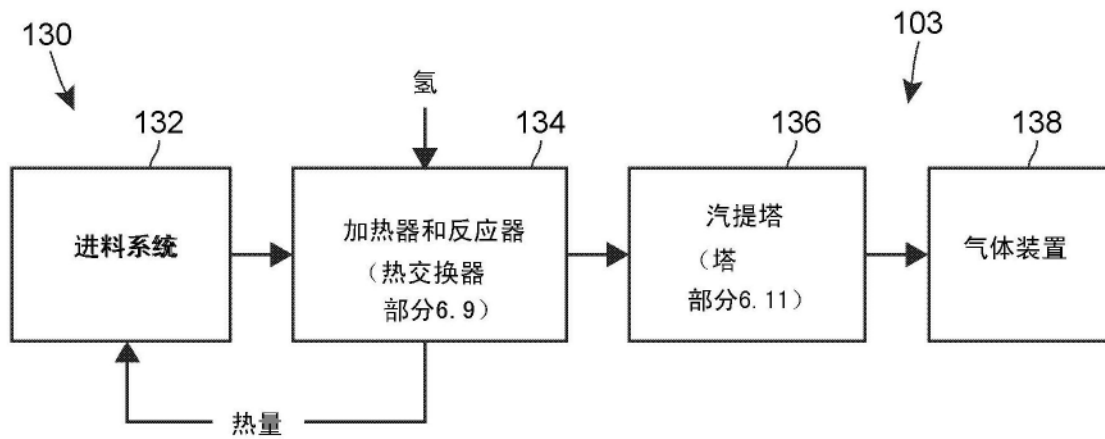 130
103
氢
132
134
136
138
进料系统
加热器和反应器
（热交换器
部分6.9）
汽提塔
（塔
部分6.11）
气体装置
热量